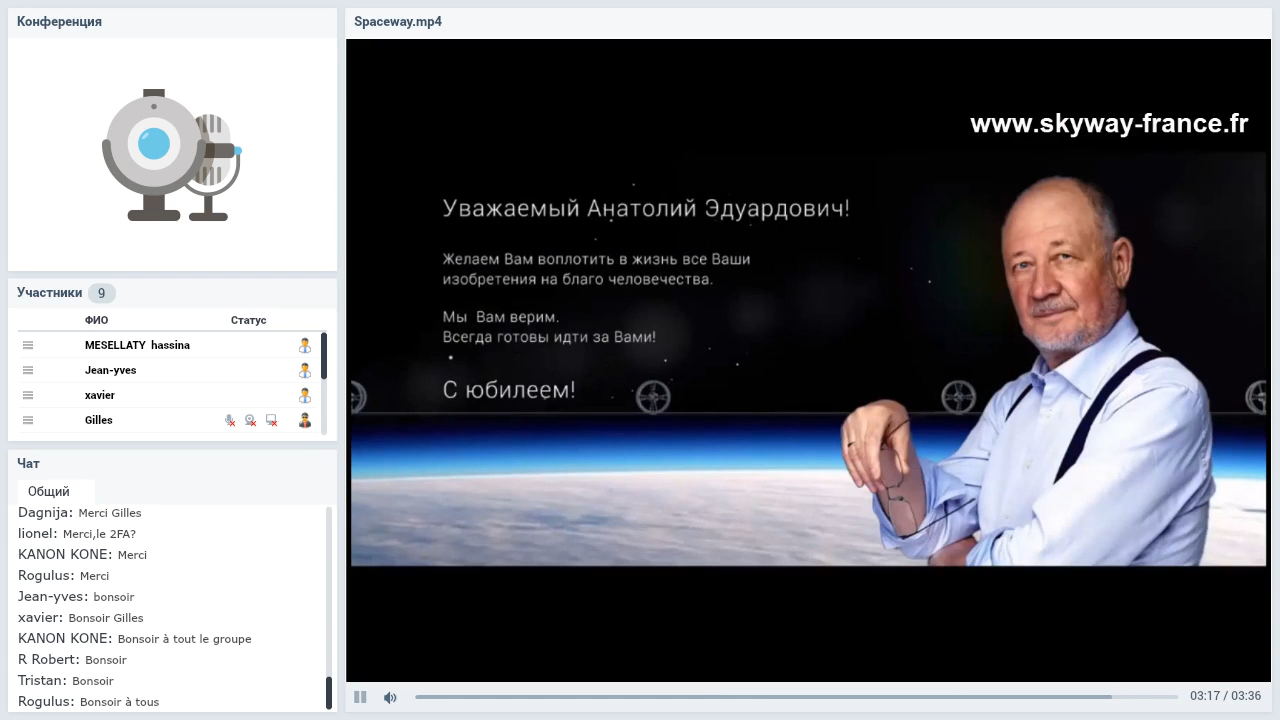 Конференция
Участники 9
ФИО Статус
MESELLATY hassina
Jean-yves
xavier
Gilles
Чат
Общий
Dagnija: Merci Gilles
lionel: Merci,le 2FA?
KANON KONE: Merci
Rogulus: Merci
Jean-yves: bonsoir
xavier: Bonsoir Gilles
KANON KONE: Bonsoir à tout le groupe
R Robert: Bonsoir
Tristan: Bonsoir
Rogulus: Bonsoir à tous
Spaceway.mp4
www.skyway-france.fr
Уважаемый Анатолий Эдуардович!
Желаем Вам воплотить в жизнь все Ваши
изобретения на благо человечества.
Мы Вам верим.
Всегда готовы идти за Вами!
С юбилеем!
03:17 / 03:36